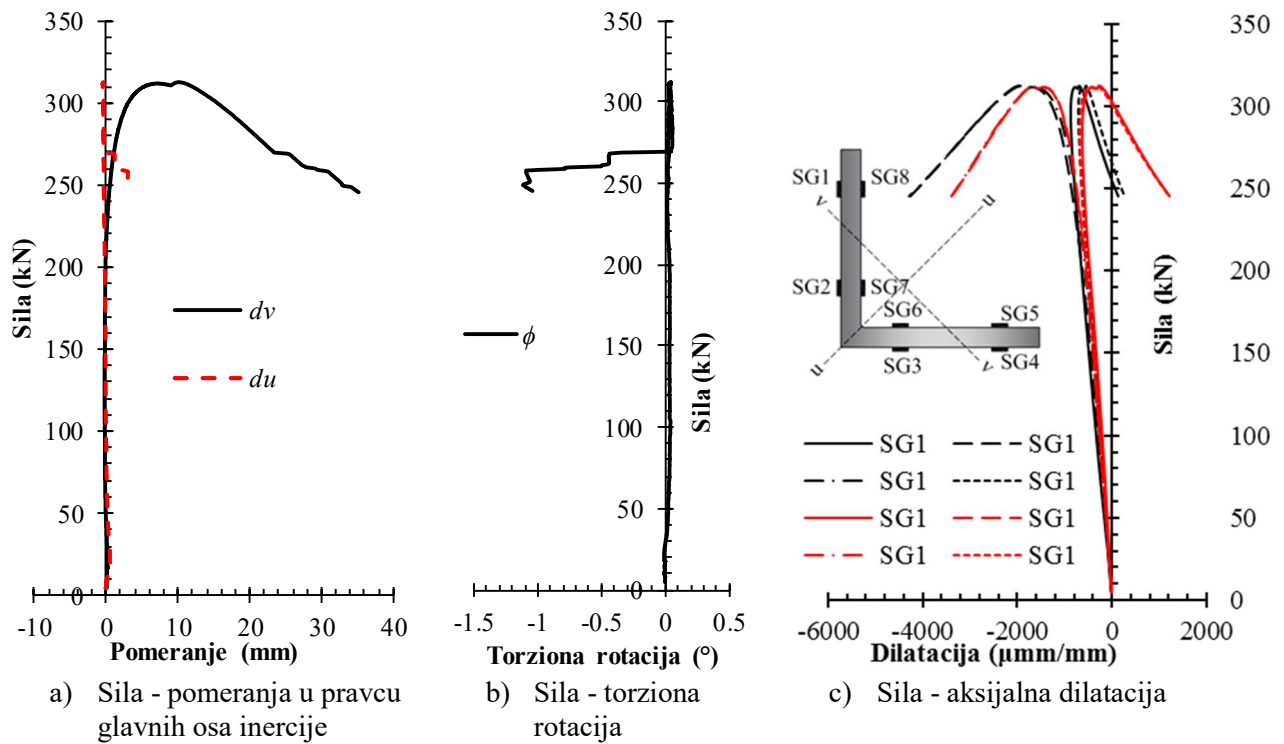 350
300
250
200
150
100
50
0
Sila (kN)
dv
du
-10 0 10 20 30 40
Pomeranje (mm)
a) Sila - pomeranja u pravcu
glavnih osa inercije
350
300
250
200
150
100
50
0
Sila (kN)
ϕ
-1.5 -1 -0.5 0 0.5
Torziona rotacija (°)
b) Sila - torziona
rotacija
350
300
250
200
150
100
50
0
Sila (kN)
SG1 SG8
v u
SG2 SG7
SG6 SG5
u SG3 v SG4
SG1 SG1
SG1 SG1
SG1 SG1
SG1 SG1
-6000 -4000 -2000 0 2000
Dilatacija (µmm/mm)
c) Sila - aksijalna dilatacija